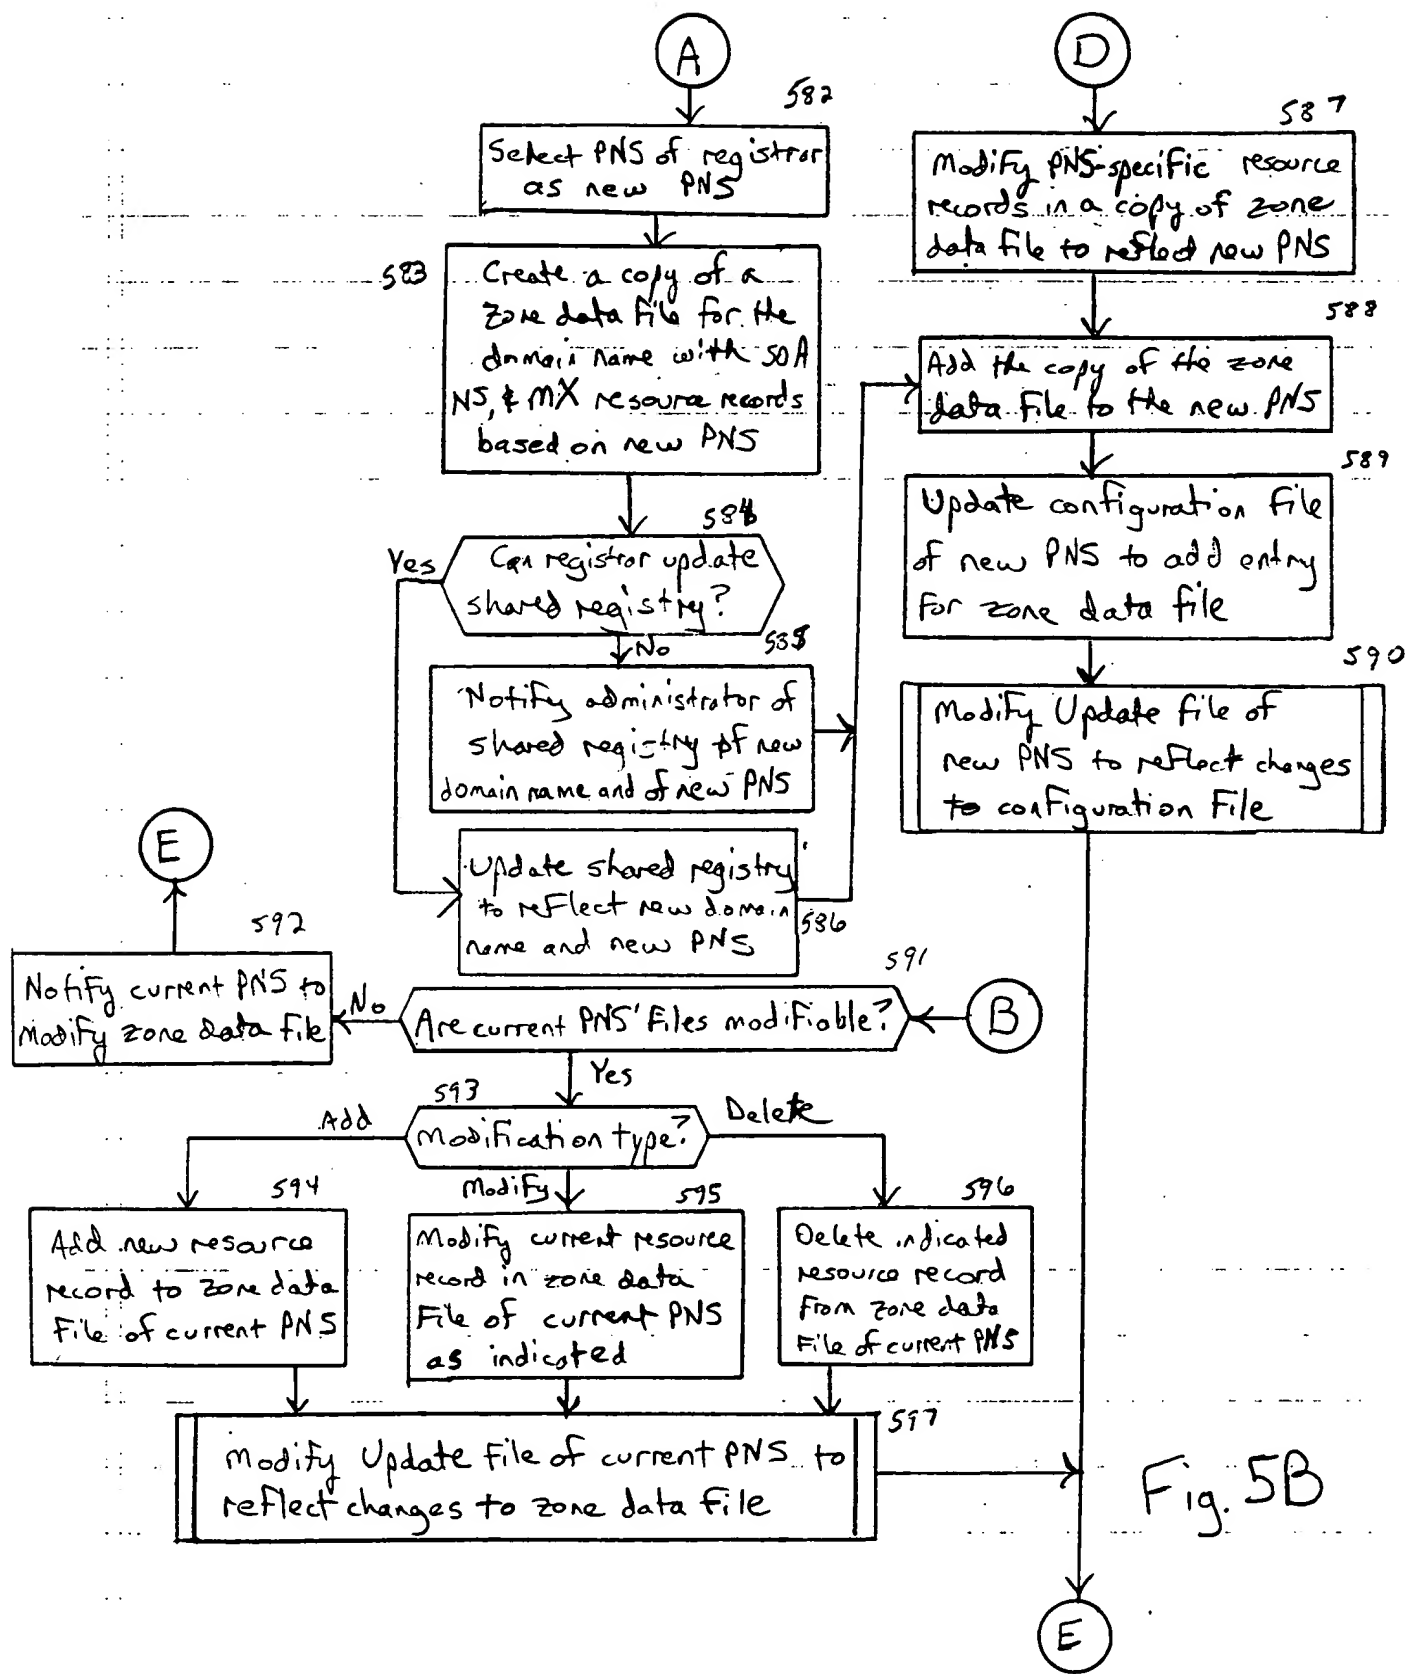 A
582
Select PNS of registrar
as new PNS
583
Create a copy of a
zone data file for the
domain name with SOA
NS, & MX resource records
based on new PNS
584
Can registrar update
shared registry?
Yes
No
585
Notify administrator of
shared registry of new
domain name and of new PNS
Update shared registry
to reflect new domain
name and new PNS
586
D
587
Modify PNS-specific resource
records in a copy of zone
data file to reflect new PNS
588
Add the copy of the zone
data file to the new PNS
589
Update configuration file
of new PNS to add entry
for zone data file
590
Modify Update file of
new PNS to reflect changes
to configuration file
E
592
Notify current PNS to
modify zone data file
No
591
Are current PNS' files modifiable?
B
Yes
593
Modification type?
Add
Modify
Delete
594
Add new resource
record to zone data
file of current PNS
595
Modify current resource
record in zone data
file of current PNS
as indicated
596
Delete indicated
resource record
from zone data
file of current PNS
597
Modify Update file of current PNS to
reflect changes to zone data file
Fig. 5B
E